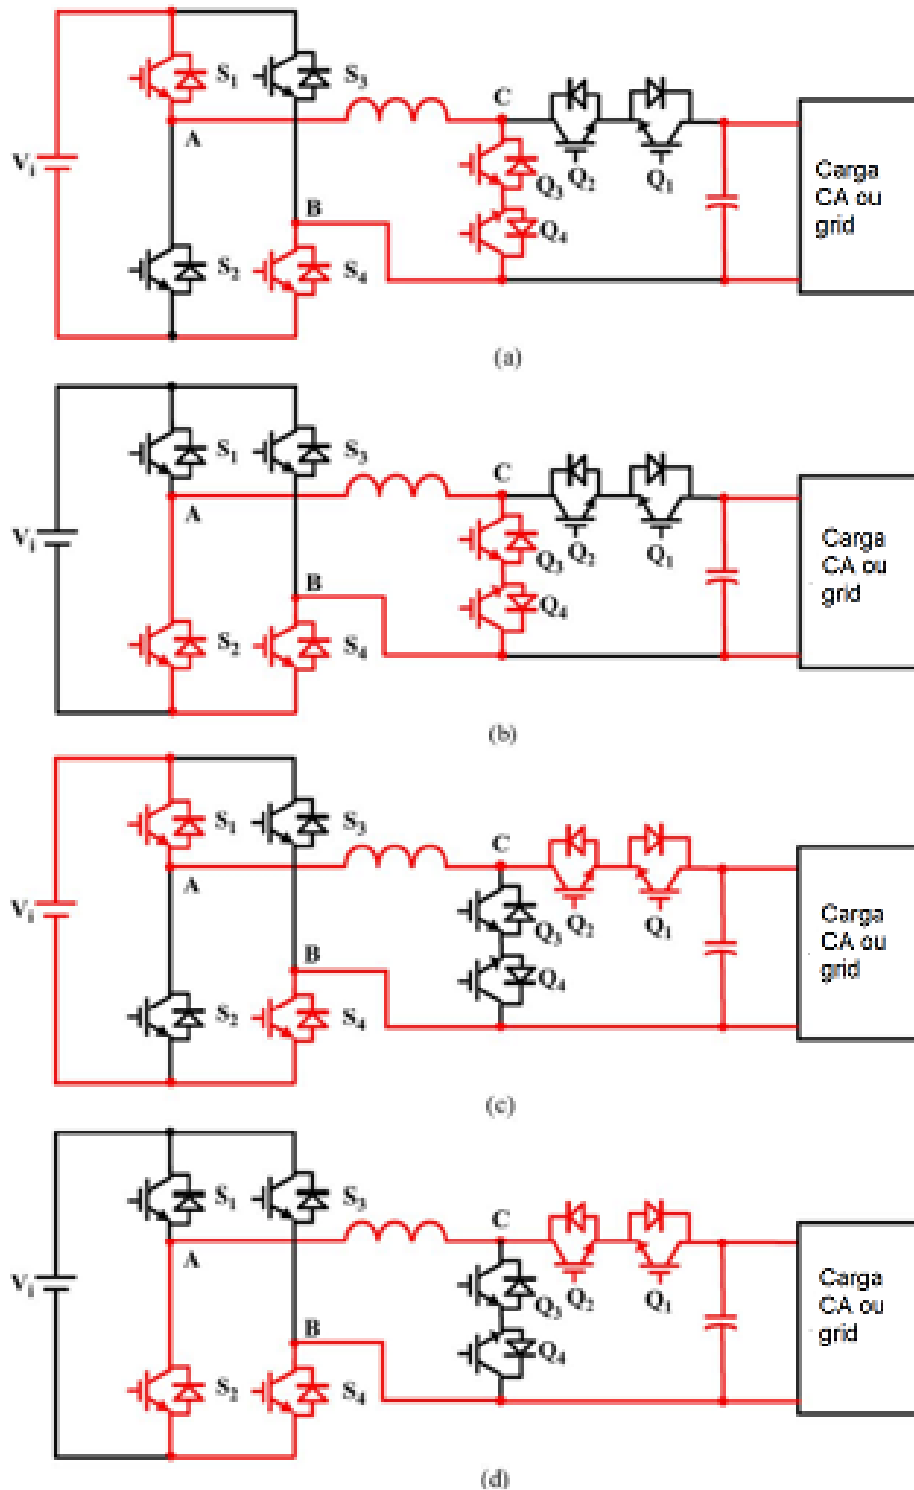 S₁
S₃
C
A
Vᵢ
Q₃
Q₂
Q₁
Carga
CA ou
grid
B
Q₄
S₂
S₄
(a)
S₁
S₃
C
A
Vᵢ
Q₃
Q₂
Q₁
Carga
CA ou
grid
B
Q₄
S₂
S₄
(b)
S₁
S₃
C
A
Vᵢ
Q₃
Q₂
Q₁
Carga
CA ou
grid
B
Q₄
S₂
S₄
(c)
S₁
S₃
C
A
Vᵢ
Q₃
Q₂
Q₁
Carga
CA ou
grid
B
Q₄
S₂
S₄
(d)